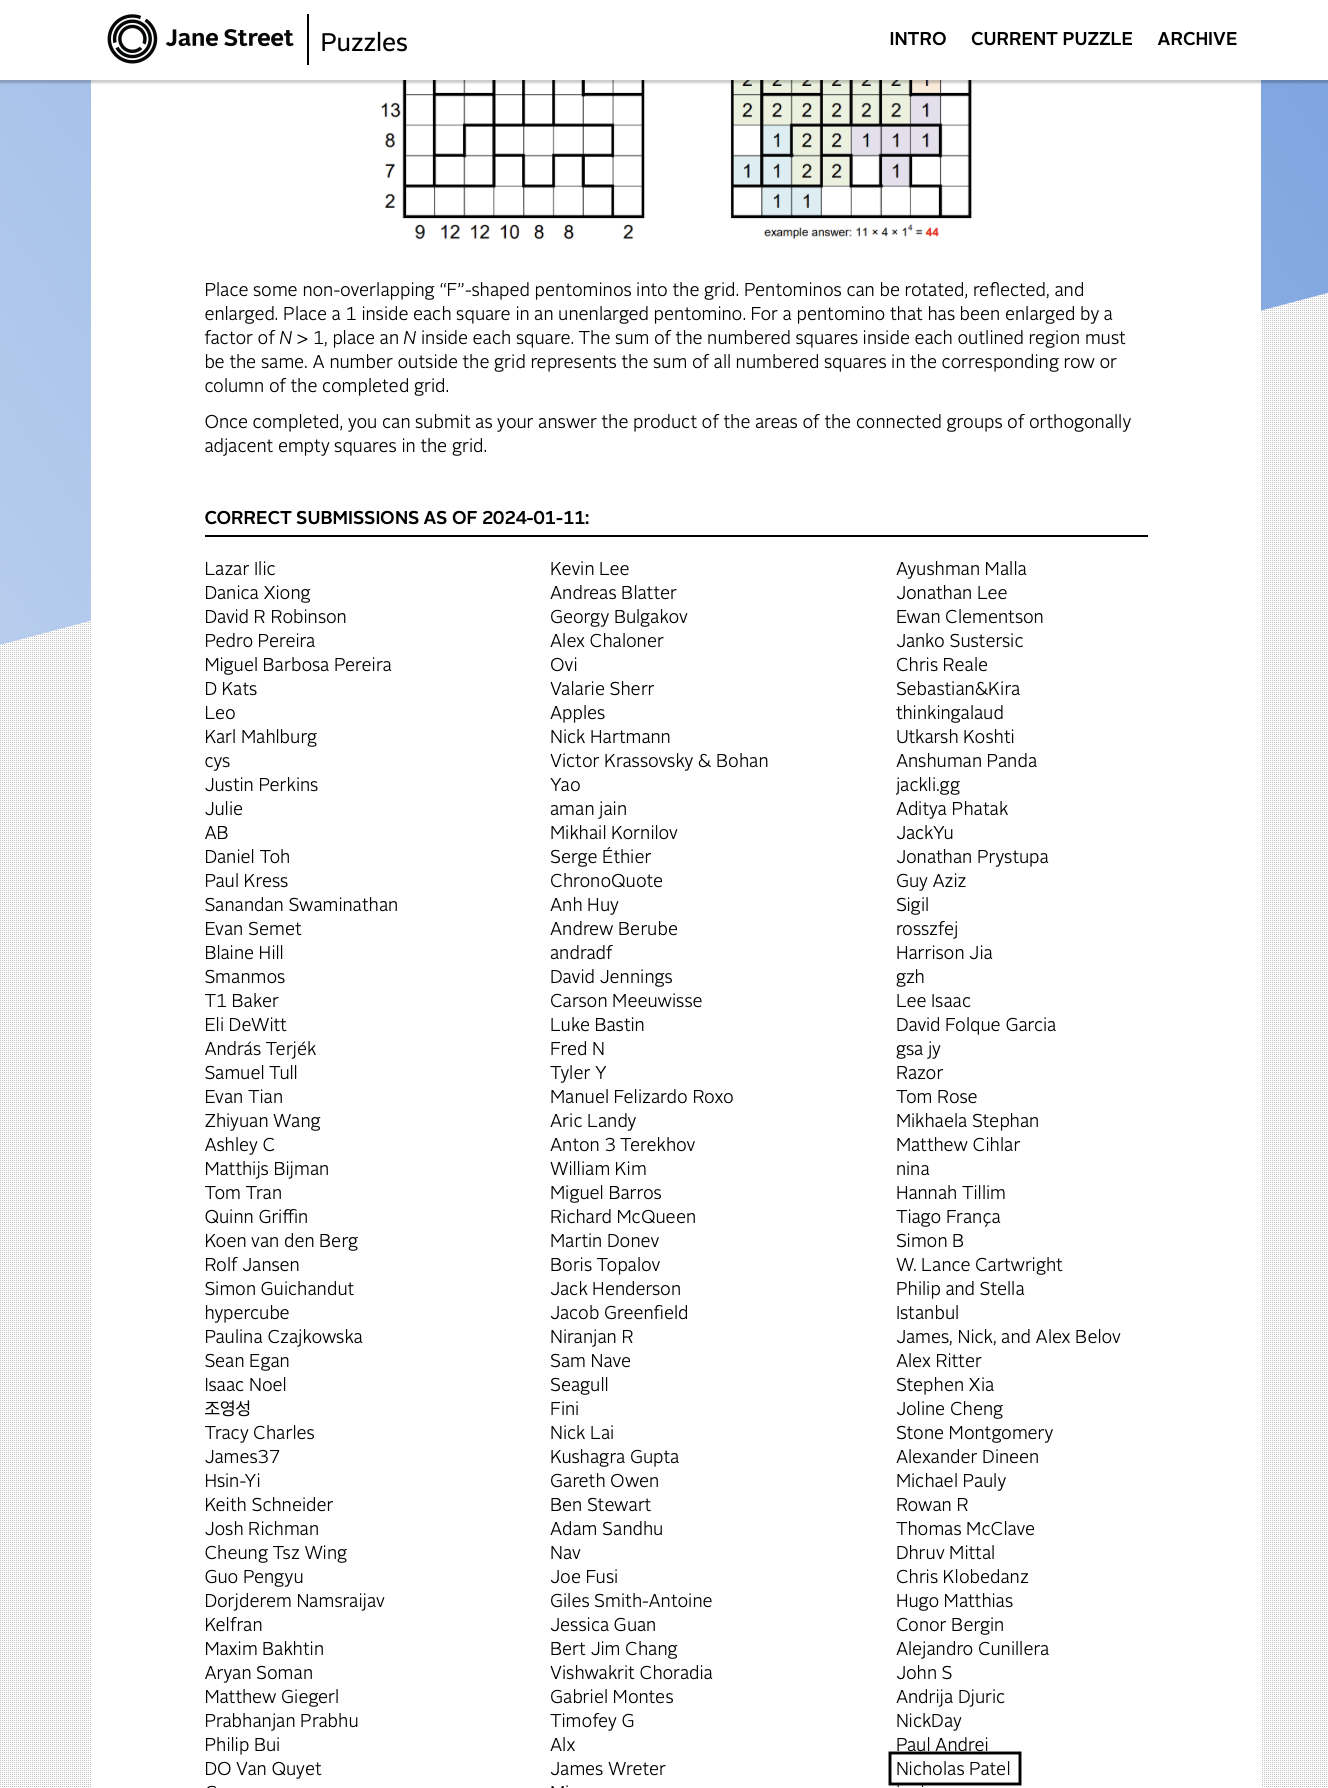 Jane Street
Puzzles
INTRO CURRENT PUZZLE ARCHIVE
13
8
7
2
9 12 12 10 8 8 2
2 2 2 2 2 2 1
2 2 2 2 2 2 1
1 2 2 1 1 1
1 1 2 2 1
1 1
example answer: 11 × 4 × 1⁴ = 44
Place some non-overlapping “F”-shaped pentominos into the grid. Pentominos can be rotated, reflected, and
enlarged. Place a 1 inside each square in an unenlarged pentomino. For a pentomino that has been enlarged by a
factor of N > 1, place an N inside each square. The sum of the numbered squares inside each outlined region must
be the same. A number outside the grid represents the sum of all numbered squares in the corresponding row or
column of the completed grid.
Once completed, you can submit as your answer the product of the areas of the connected groups of orthogonally
adjacent empty squares in the grid.
CORRECT SUBMISSIONS AS OF 2024-01-11:
Lazar Ilic
Danica Xiong
David R Robinson
Pedro Pereira
Miguel Barbosa Pereira
D Kats
Leo
Karl Mahlburg
cys
Justin Perkins
Julie
AB
Daniel Toh
Paul Kress
Sanandan Swaminathan
Evan Semet
Blaine Hill
Smanmos
T1 Baker
Eli DeWitt
András Terjék
Samuel Tull
Evan Tian
Zhiyuan Wang
Ashley C
Matthijs Bijman
Tom Tran
Quinn Griffin
Koen van den Berg
Rolf Jansen
Simon Guichandut
hypercube
Paulina Czajkowska
Sean Egan
Isaac Noel
조영성
Tracy Charles
James37
Hsin-Yi
Keith Schneider
Josh Richman
Cheung Tsz Wing
Guo Pengyu
Dorjderem Namsraijav
Kelfran
Maxim Bakhtin
Aryan Soman
Matthew Giegerl
Prabhanjan Prabhu
Philip Bui
DO Van Quyet
Kevin Lee
Andreas Blatter
Georgy Bulgakov
Alex Chaloner
Ovi
Valarie Sherr
Apples
Nick Hartmann
Victor Krassovsky & Bohan
Yao
aman jain
Mikhail Kornilov
Serge Éthier
ChronoQuote
Anh Huy
Andrew Berube
andradf
David Jennings
Carson Meeuwisse
Luke Bastin
Fred N
Tyler Y
Manuel Felizardo Roxo
Aric Landy
Anton 3 Terekhov
William Kim
Miguel Barros
Richard McQueen
Martin Donev
Boris Topalov
Jack Henderson
Jacob Greenfield
Niranjan R
Sam Nave
Seagull
Fini
Nick Lai
Kushagra Gupta
Gareth Owen
Ben Stewart
Adam Sandhu
Nav
Joe Fusi
Giles Smith-Antoine
Jessica Guan
Bert Jim Chang
Vishwakrit Choradia
Gabriel Montes
Timofey G
Alx
James Wreter
Ayushman Malla
Jonathan Lee
Ewan Clementson
Janko Sustersic
Chris Reale
Sebastian&Kira
thinkingalaud
Utkarsh Koshti
Anshuman Panda
jackli.gg
Aditya Phatak
JackYu
Jonathan Prystupa
Guy Aziz
Sigil
rosszfej
Harrison Jia
gzh
Lee Isaac
David Folque Garcia
gsa jy
Razor
Tom Rose
Mikhaela Stephan
Matthew Cihlar
nina
Hannah Tillim
Tiago França
Simon B
W. Lance Cartwright
Philip and Stella
Istanbul
James, Nick, and Alex Belov
Alex Ritter
Stephen Xia
Joline Cheng
Stone Montgomery
Alexander Dineen
Michael Pauly
Rowan R
Thomas McClave
Dhruv Mittal
Chris Klobedanz
Hugo Matthias
Conor Bergin
Alejandro Cunillera
John S
Andrija Djuric
NickDay
Paul Andrei
Nicholas Patel